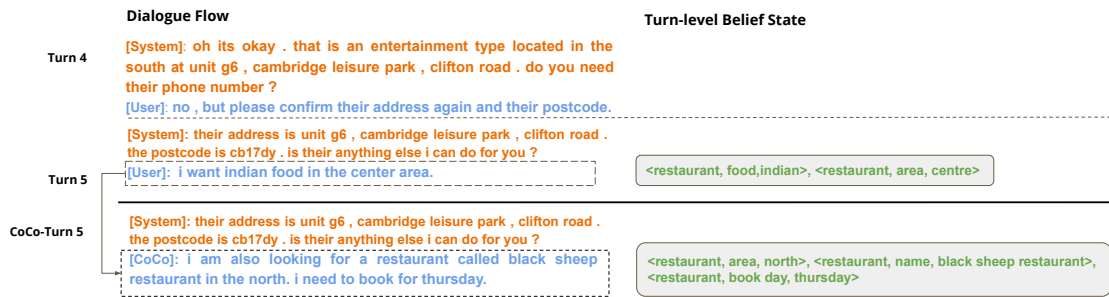 Dialogue Flow
Turn-level Belief State
Turn 4
[System]: oh its okay . that is an entertainment type located in the
south at unit g6 , cambridge leisure park , clifton road . do you need
their phone number ?
[User]: no , but please confirm their address again and their postcode.
Turn 5
[System]: their address is unit g6 , cambridge leisure park , clifton road .
the postcode is cb17dy . is their anything else i can do for you ?
[User]: i want indian food in the center area.
<restaurant, food,indian>, <restaurant, area, centre>
CoCo-Turn 5
[System]: their address is unit g6 , cambridge leisure park , clifton road .
the postcode is cb17dy . is their anything else i can do for you ?
[CoCo]: i am also looking for a restaurant called black sheep
restaurant in the north. i need to book for thursday.
<restaurant, area, north>, <restaurant, name, black sheep restaurant>,
<restaurant, book day, thursday>